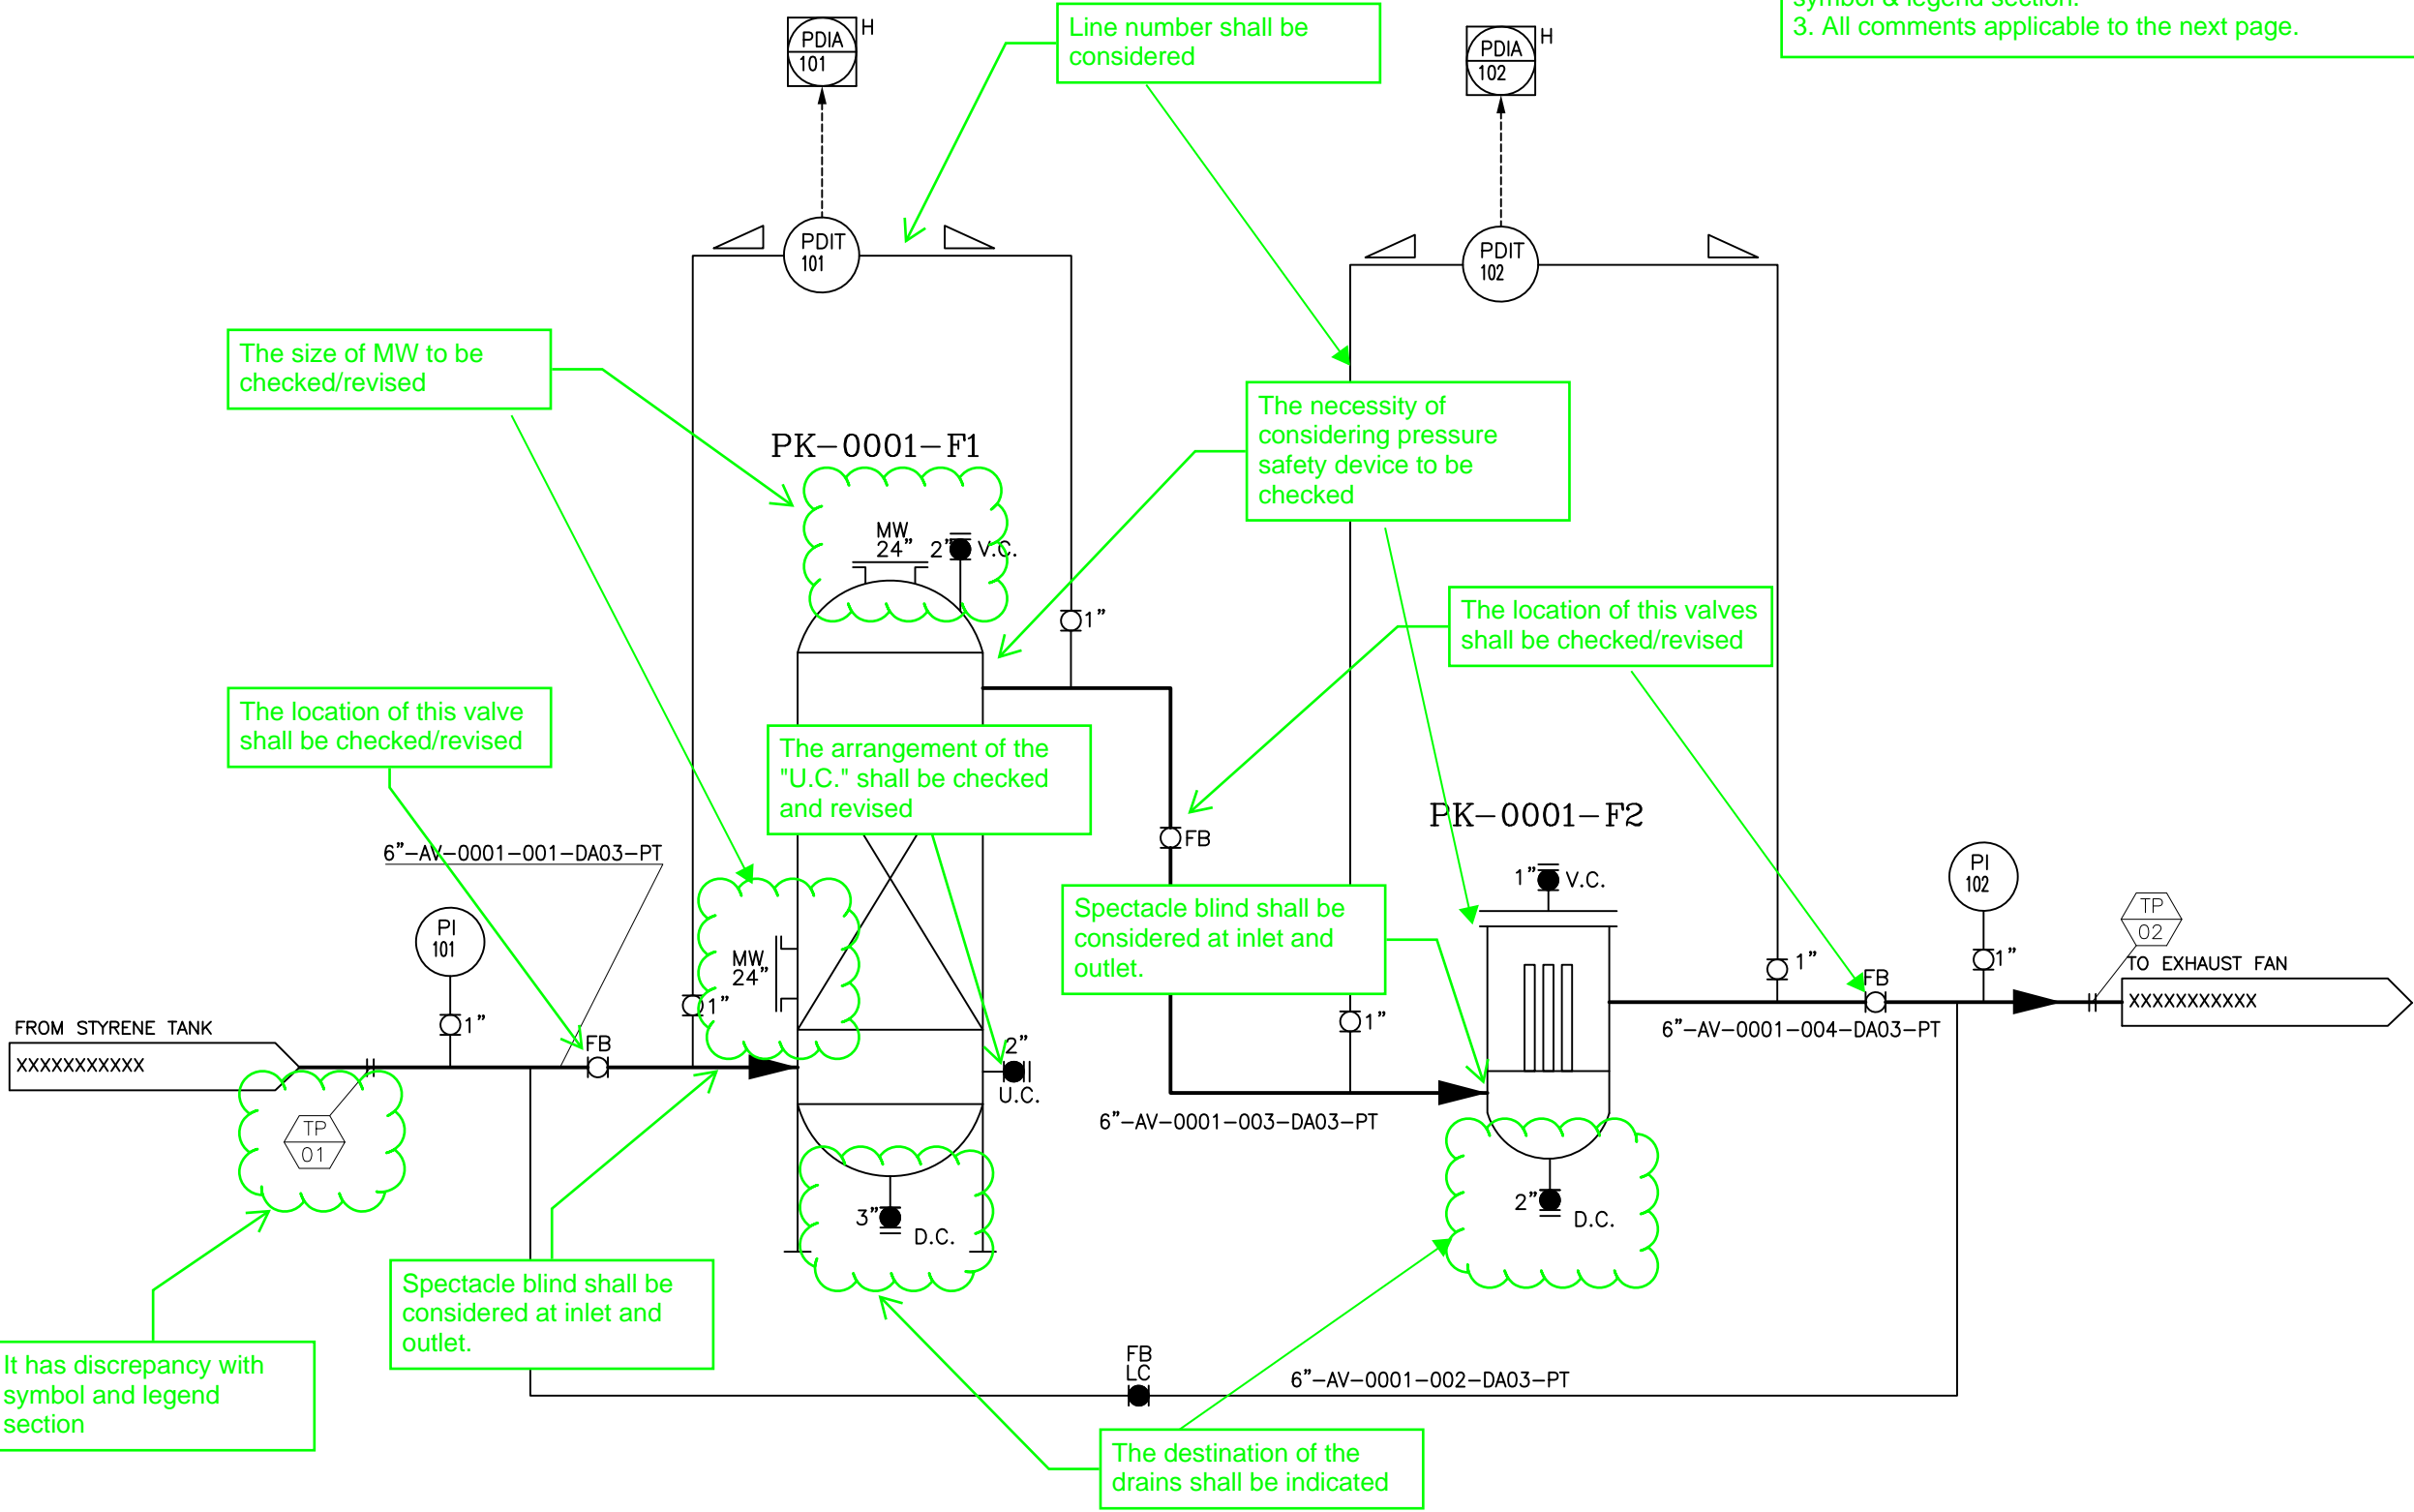 symbol & legend section.
3. All comments applicable to the next page.
Line number shall be
considered
PDIA
101
H
PDIA
102
H
PDIT
101
PDIT
102
The size of MW to be
checked/revised
The necessity of
considering pressure
safety device to be
checked
PK-0001-F1
MW
24"
2"
V.C.
1"
The location of this valves
shall be checked/revised
The location of this valve
shall be checked/revised
The arrangement of the
"U.C." shall be checked
and revised
PK-0001-F2
FB
6"-AV-0001-001-DA03-PT
1"
V.C.
PI
102
Spectacle blind shall be
considered at inlet and
outlet.
PI
101
TP
02
MW
24"
1"
1"
FB
TO EXHAUST FAN
XXXXXXXXXXX
1"
1"
1"
6"-AV-0001-004-DA03-PT
FROM STYRENE TANK
XXXXXXXXXXX
FB
2"
U.C.
6"-AV-0001-003-DA03-PT
TP
01
3"
D.C.
2"
D.C.
Spectacle blind shall be
considered at inlet and
outlet.
It has discrepancy with
symbol and legend
section
FB
LC
6"-AV-0001-002-DA03-PT
The destination of the
drains shall be indicated